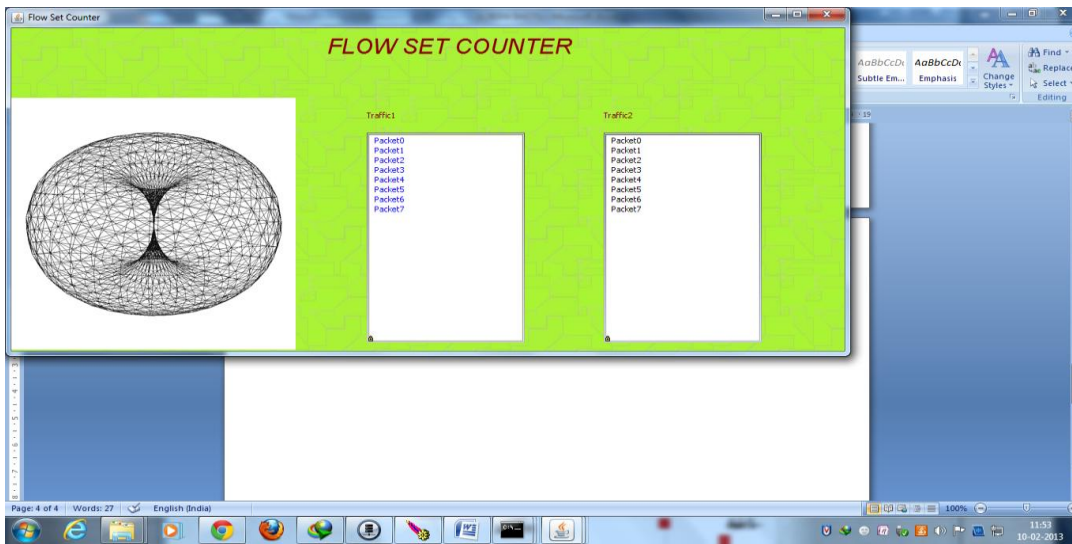 Flow Set Counter
FLOW SET COUNTER
Find
Replace
Select
Editing
AaBbCcDc
AaBbCcDc
Subtle Em...
Emphasis
Change
Styles
19
Traffic1
Traffic2
Packet0
Packet1
Packet2
Packet3
Packet4
Packet5
Packet6
Packet7
Packet0
Packet1
Packet2
Packet3
Packet4
Packet5
Packet6
Packet7
Page: 4 of 4
Words: 27
English (India)
100%
11:53
10-02-2013